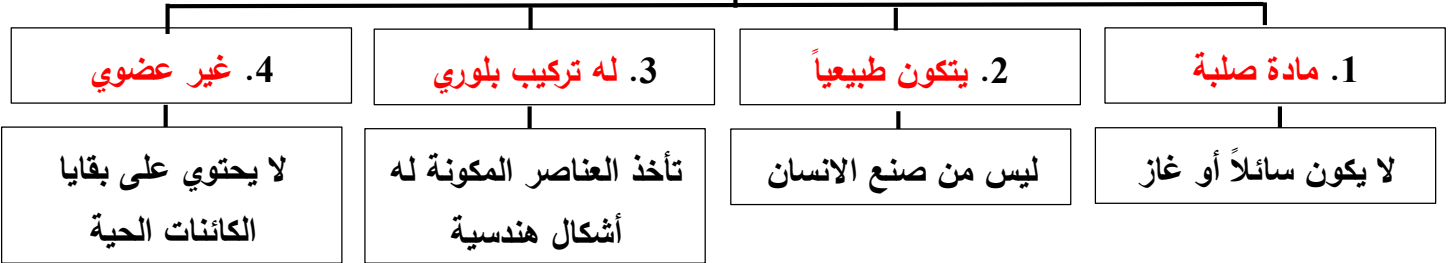 1. مادة صلبة
2. يتكون طبيعياً
3. له تركيب بلوري
4. غير عضوي
لا يكون سائلاً أو غاز
ليس من صنع الانسان
تأخذ العناصر المكونة له
أشكال هندسية
لا يحتوي على بقايا
الكائنات الحية